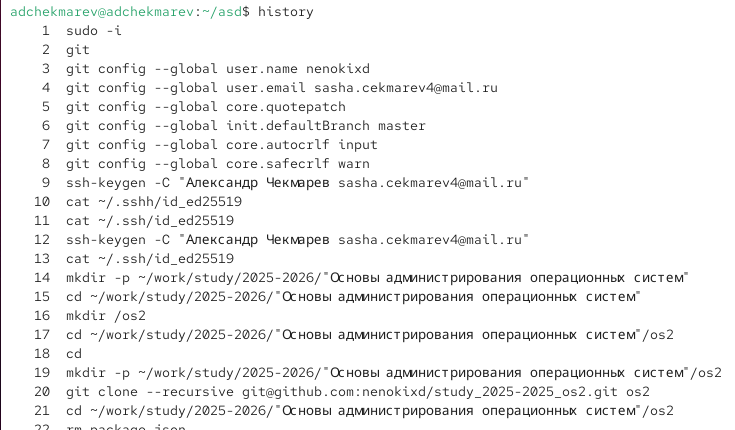 adchekmarev@adchekmarev:~/asd$ history
1 sudo -i
2 git
3 git config --global user.name nenokixd
4 git config --global user.email sasha.cekmarev4@mail.ru
5 git config --global core.quotepatch
6 git config --global init.defaultBranch master
7 git config --global core.autocrlf input
8 git config --global core.safecrlf warn
9 ssh-keygen -C "Александр Чекмарев sasha.cekmarev4@mail.ru"
10 cat ~/.sshh/id_ed25519
11 cat ~/.ssh/id_ed25519
12 ssh-keygen -C "Александр Чекмарев sasha.cekmarev4@mail.ru"
13 cat ~/.ssh/id_ed25519
14 mkdir -p ~/work/study/2025-2026/"Основы администрирования операционных систем"
15 cd ~/work/study/2025-2026/"Основы администрирования операционных систем"
16 mkdir /os2
17 cd ~/work/study/2025-2026/"Основы администрирования операционных систем"/os2
18 cd
19 mkdir -p ~/work/study/2025-2026/"Основы администрирования операционных систем"/os2
20 git clone --recursive git@github.com:nenokixd/study_2025-2025_os2.git os2
21 cd ~/work/study/2025-2026/"Основы администрирования операционных систем"/os2
22 rm package.json